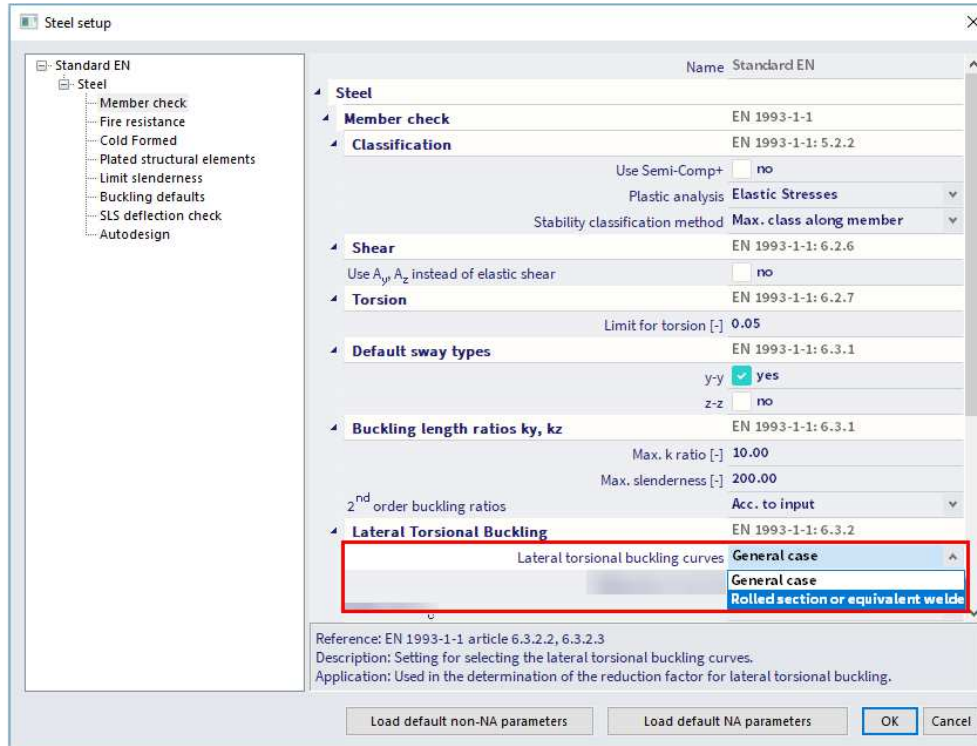 Steel setup
Standard EN
Steel
Member check
Fire resistance
Cold Formed
Plated structural elements
Limit slenderness
Buckling defaults
SLS deflection check
Autodesign
Name Standard EN
Steel
Member check EN 1993-1-1
Classification EN 1993-1-1: 5.2.2
Use Semi-Comp+ no
Plastic analysis Elastic Stresses
Stability classification method Max. class along member
Shear EN 1993-1-1: 6.2.6
Use Ay, Az instead of elastic shear no
Torsion EN 1993-1-1: 6.2.7
Limit for torsion [-] 0.05
Default sway types EN 1993-1-1: 6.3.1
y-y yes
z-z no
Buckling length ratios ky, kz EN 1993-1-1: 6.3.1
Max. k ratio [-] 10.00
Max. slenderness [-] 200.00
2nd order buckling ratios Acc. to input
Lateral Torsional Buckling EN 1993-1-1: 6.3.2
Lateral torsional buckling curves General case
General case
Rolled section or equivalent welde
Reference: EN 1993-1-1 article 6.3.2.2, 6.3.2.3
Description: Setting for selecting the lateral torsional buckling curves.
Application: Used in the determination of the reduction factor for lateral torsional buckling.
Load default non-NA parameters Load default NA parameters OK Cancel